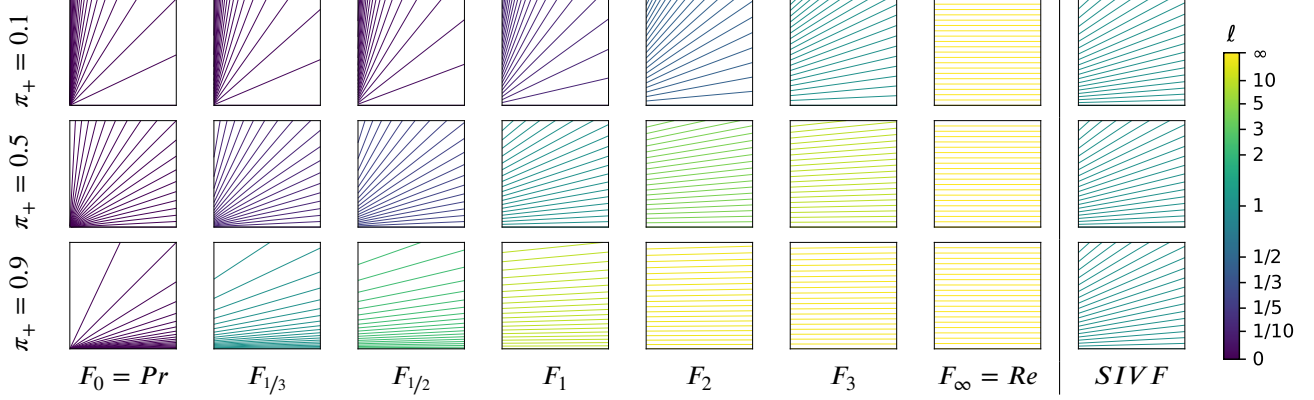 π₊ = 0.1
π₊ = 0.5
π₊ = 0.9
F₀ = Pr
F₁/₃
F₁/₂
F₁
F₂
F₃
F∞ = Re
SIVF
ℓ
∞
10
5
3
2
1
1/2
1/3
1/5
1/10
0